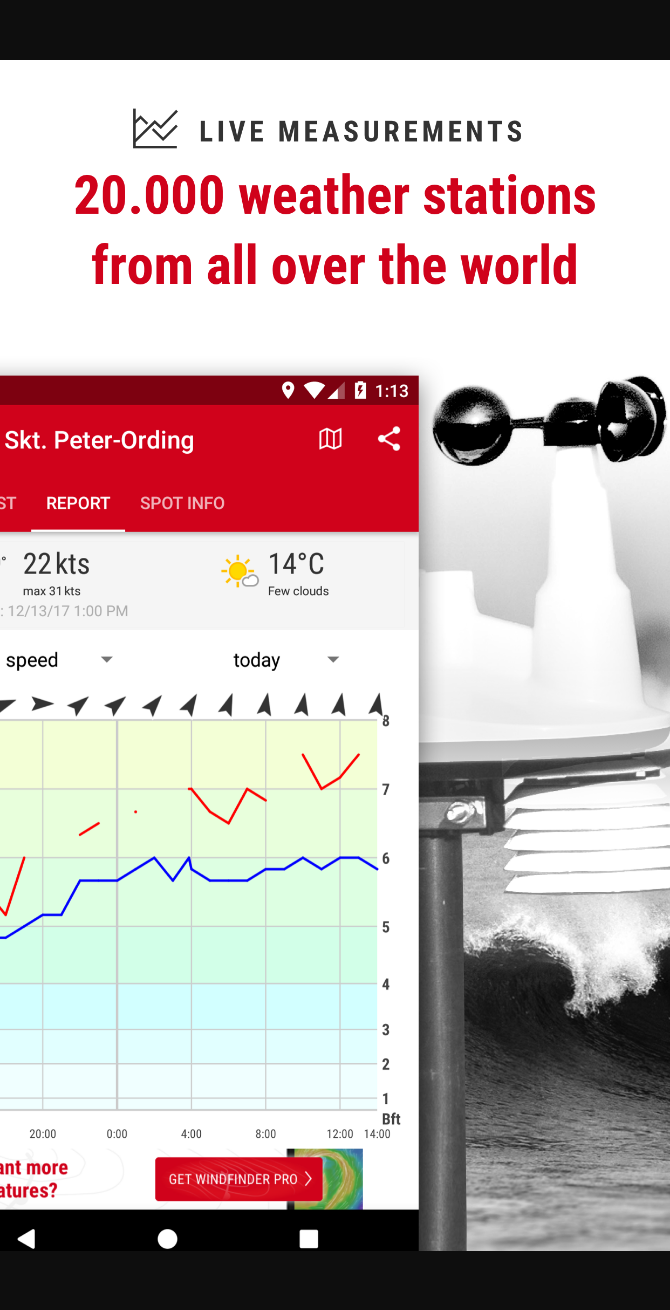 LIVE MEASUREMENTS
20.000 weather stations
from all over the world
1:13
Skt. Peter-Ording
ST REPORT SPOT INFO
22 kts 14°C
max 31 kts Few clouds
: 12/13/17 1:00 PM
speed today
8
7
6
5
4
3
2
1
Bft
20:00 0:00 4:00 8:00 12:00 14:00
ant more
atures?
GET WINDFINDER PRO